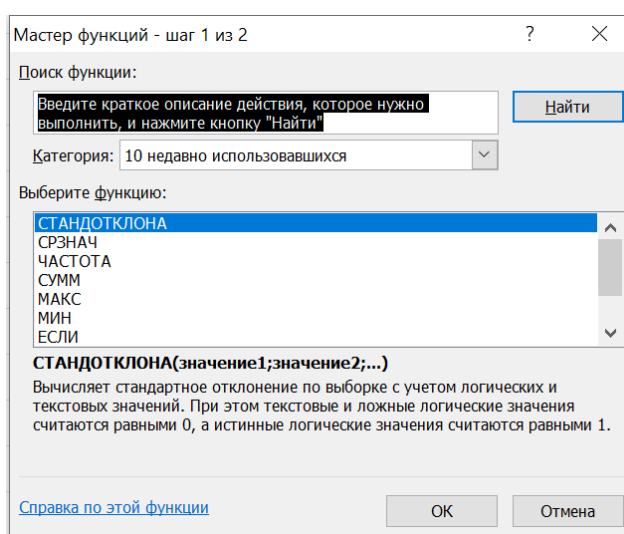 Мастер функций - шаг 1 из 2 ?
Поиск функции:
Введите краткое описание действия, которое нужно
выполнить, и нажмите кнопку "Найти"
Найти
Категория: 10 недавно использовавшихся
Выберите функцию:
СТАНДОТКЛОНА
СРЗНАЧ
ЧАСТОТА
СУММ
МАКС
МИН
ЕСЛИ
СТАНДОТКЛОНА(значение1;значение2;...)
Вычисляет стандартное отклонение по выборке с учетом логических и
текстовых значений. При этом текстовые и ложные логические значения
считаются равными 0, а истинные логические значения считаются равными 1.
Справка по этой функции
ОК
Отмена